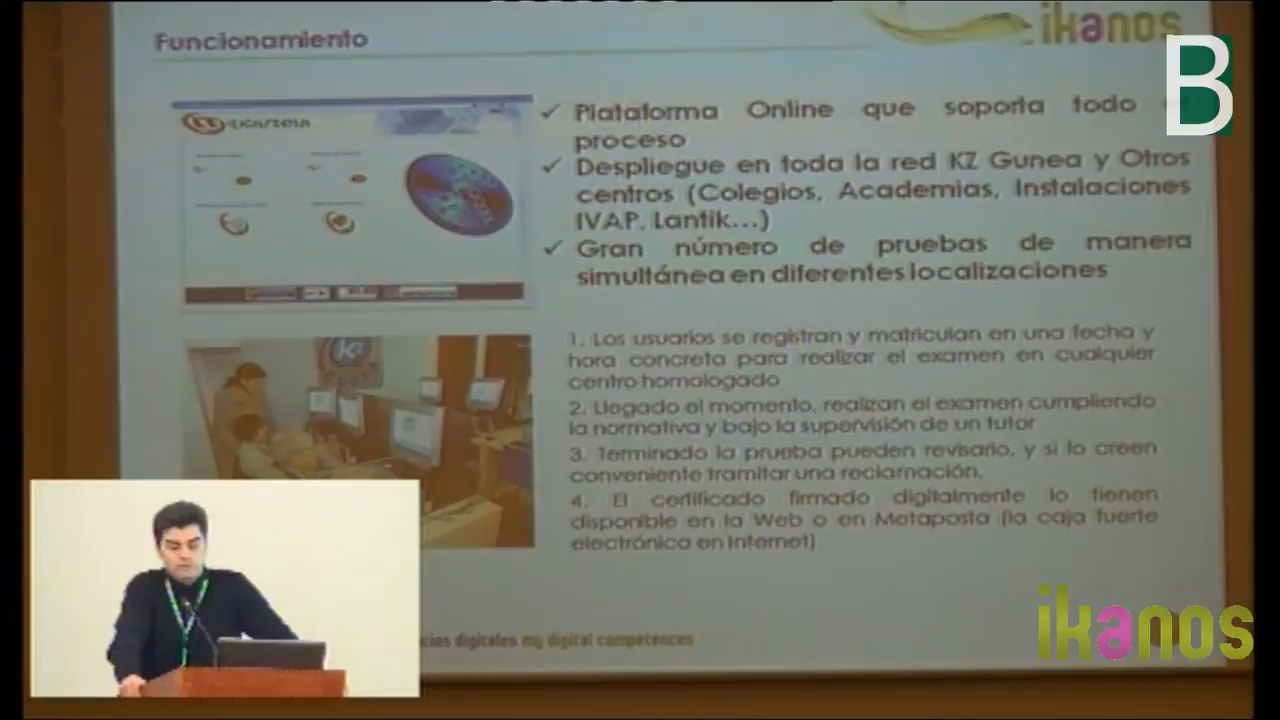 Funcionamiento
ikanos
B
Plataforma Online que soporta todo
proceso
Despliegue en toda la red KZ Gunea y Otros
centros (Colegios, Academias, Instalaciones
IVAP, Lantik...)
Gran número de pruebas de manera
simultánea en diferentes localizaciones
1. Los usuarios se registran y matriculan en una fecha y
hora concreta para realizar el examen en cualquier
centro homologado
2. Llegado el momento, realizan el examen cumpliendo
la normativa y bajo la supervisión de un tutor
3. Terminado la prueba pueden revisarlo, y si lo creen
conveniente tramitar una reclamación.
4. El certificado firmado digitalmente lo tienen
disponible en la Web o en Metaposta (la caja fuerte
electrónica en Internet)
cias digitales my digital competences
ikanos